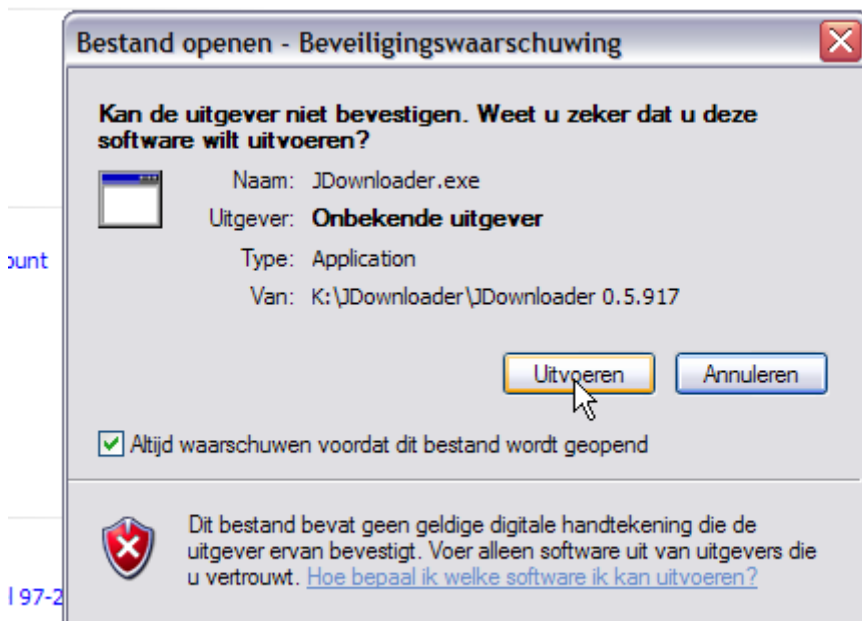 Bestand openen - Beveiligingswaarschuwing
Kan de uitgever niet bevestigen. Weet u zeker dat u deze
software wilt uitvoeren?
Naam: JDownloader.exe
Uitgever: Onbekende uitgever
ount
Type: Application
Van: K:\JDownloader\JDownloader 0.5.917
Uitvoeren Annuleren
Altijd waarschuwen voordat dit bestand wordt geopend
Dit bestand bevat geen geldige digitale handtekening die de
uitgever ervan bevestigt. Voer alleen software uit van uitgevers die
u vertrouwt. Hoe bepaal ik welke software ik kan uitvoeren?
l 97-2